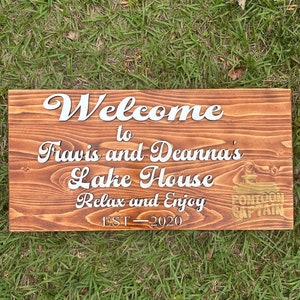 Welcome
to
Travis and Deanna's
Lake House
Relax and Enjoy
EST—2020
PONTOON
CAPTAIN